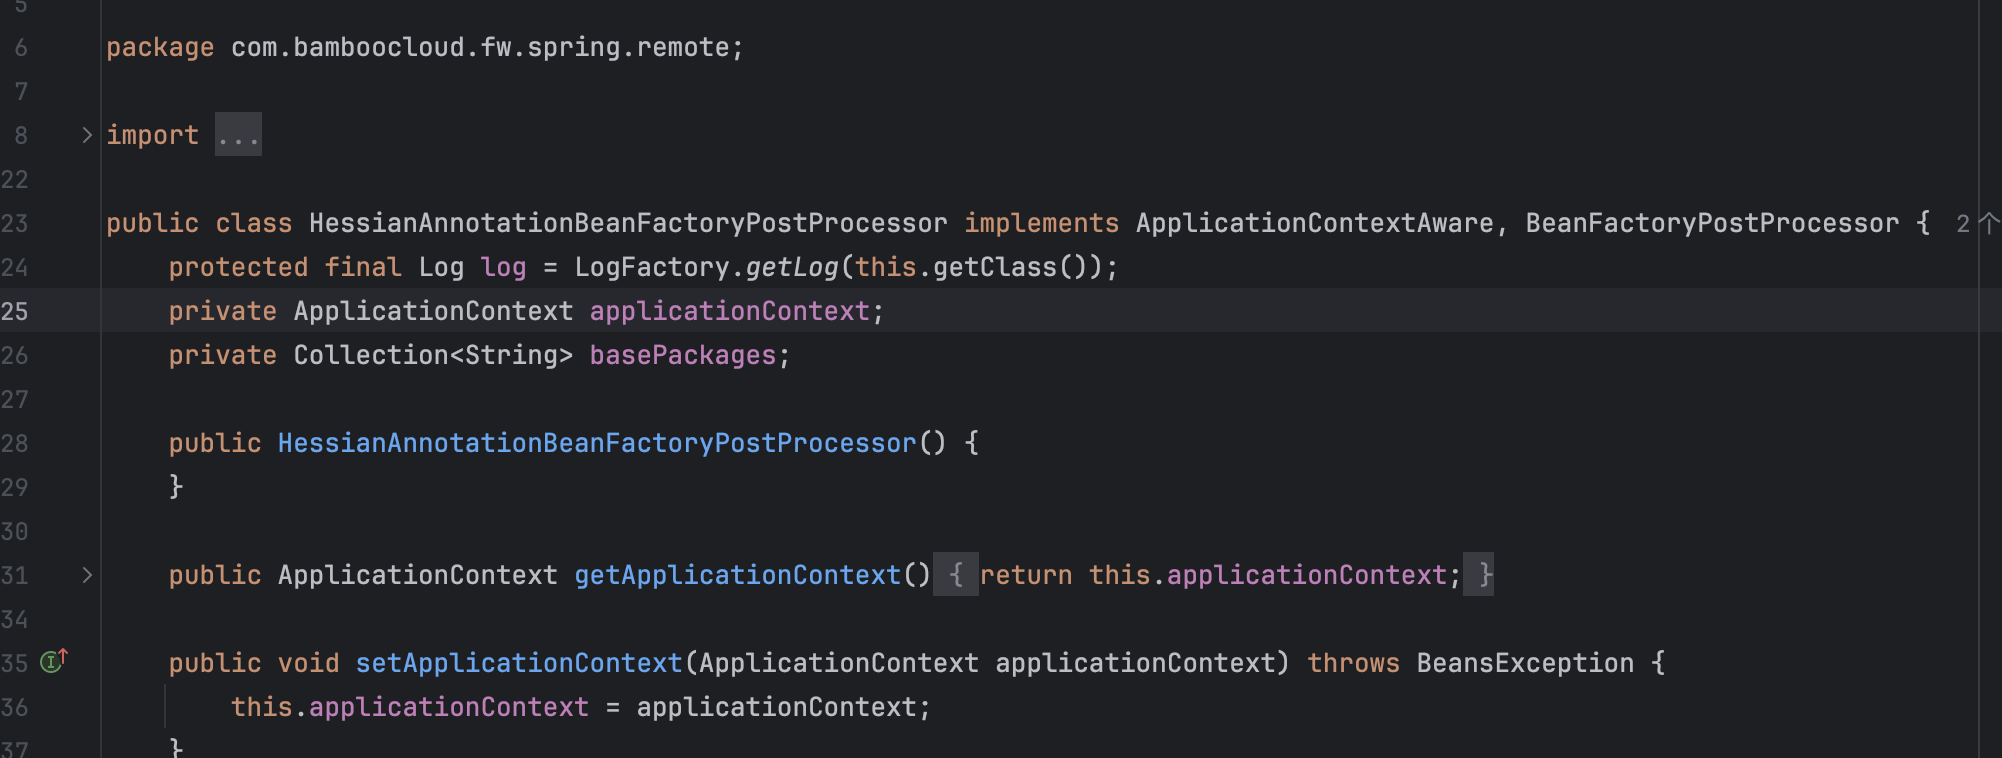 5
6 package com.bamboocloud.fw.spring.remote;
7
8 import ...
22
23 public class HessianAnnotationBeanFactoryPostProcessor implements ApplicationContextAware, BeanFactoryPostProcessor { 2个
24 protected final Log log = LogFactory.getLog(this.getClass());
25 private ApplicationContext applicationContext;
26 private Collection<String> basePackages;
27
28 public HessianAnnotationBeanFactoryPostProcessor() {
29 }
30
31 public ApplicationContext getApplicationContext() { return this.applicationContext; }
34
35 public void setApplicationContext(ApplicationContext applicationContext) throws BeansException {
36 this.applicationContext = applicationContext;
37 }